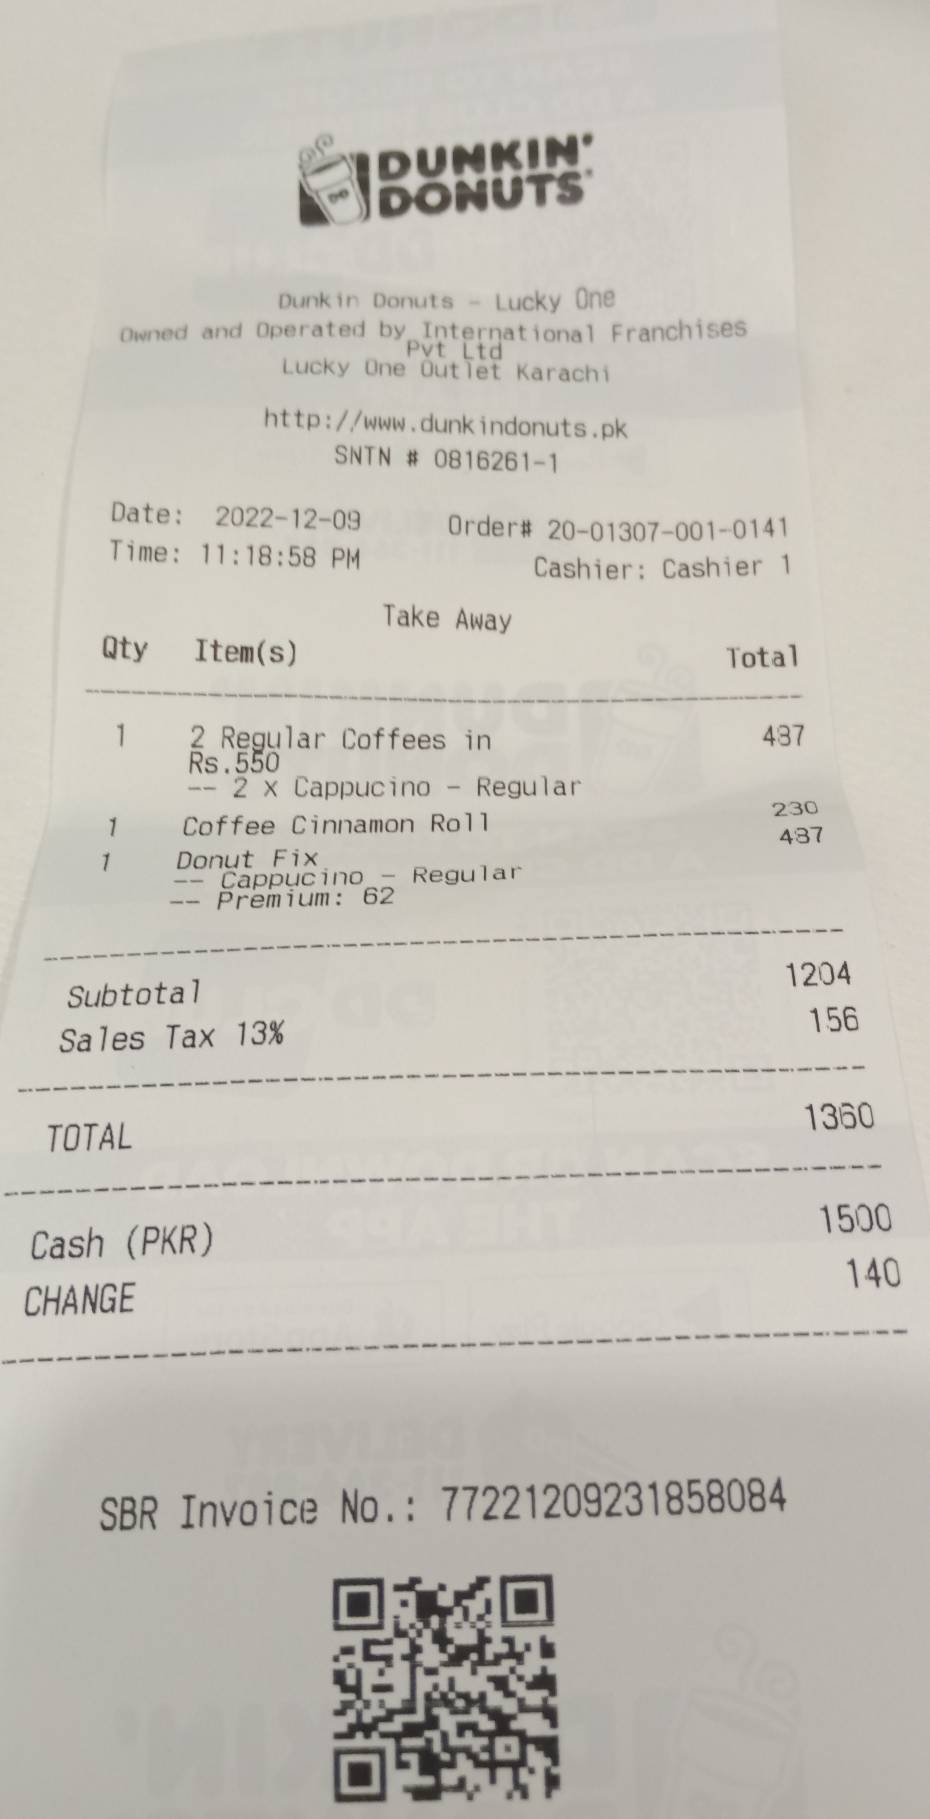 DUNKIN'
DONUTS
Dunkin Donuts - Lucky One
Owned and Operated by International Franchises
Pvt Ltd
Lucky One Outlet Karachi
http://www.dunkindonuts.pk
SNTN # 0816261-1
Date: 2022-12-09 Order# 20-01307-001-0141
Time: 11:18:58 PM Cashier: Cashier 1
Take Away
Qty Item(s) Total
1 2 Regular Coffees in 487
Rs.550
-- 2 X Cappucino - Regular
1 Coffee Cinnamon Roll 230
1 Donut Fix 487
-- Cappucino - Regular
-- Premium: 62
Subtotal 1204
Sales Tax 13% 156
TOTAL 1360
Cash (PKR) 1500
CHANGE 140
SBR Invoice No.: 77221209231858084